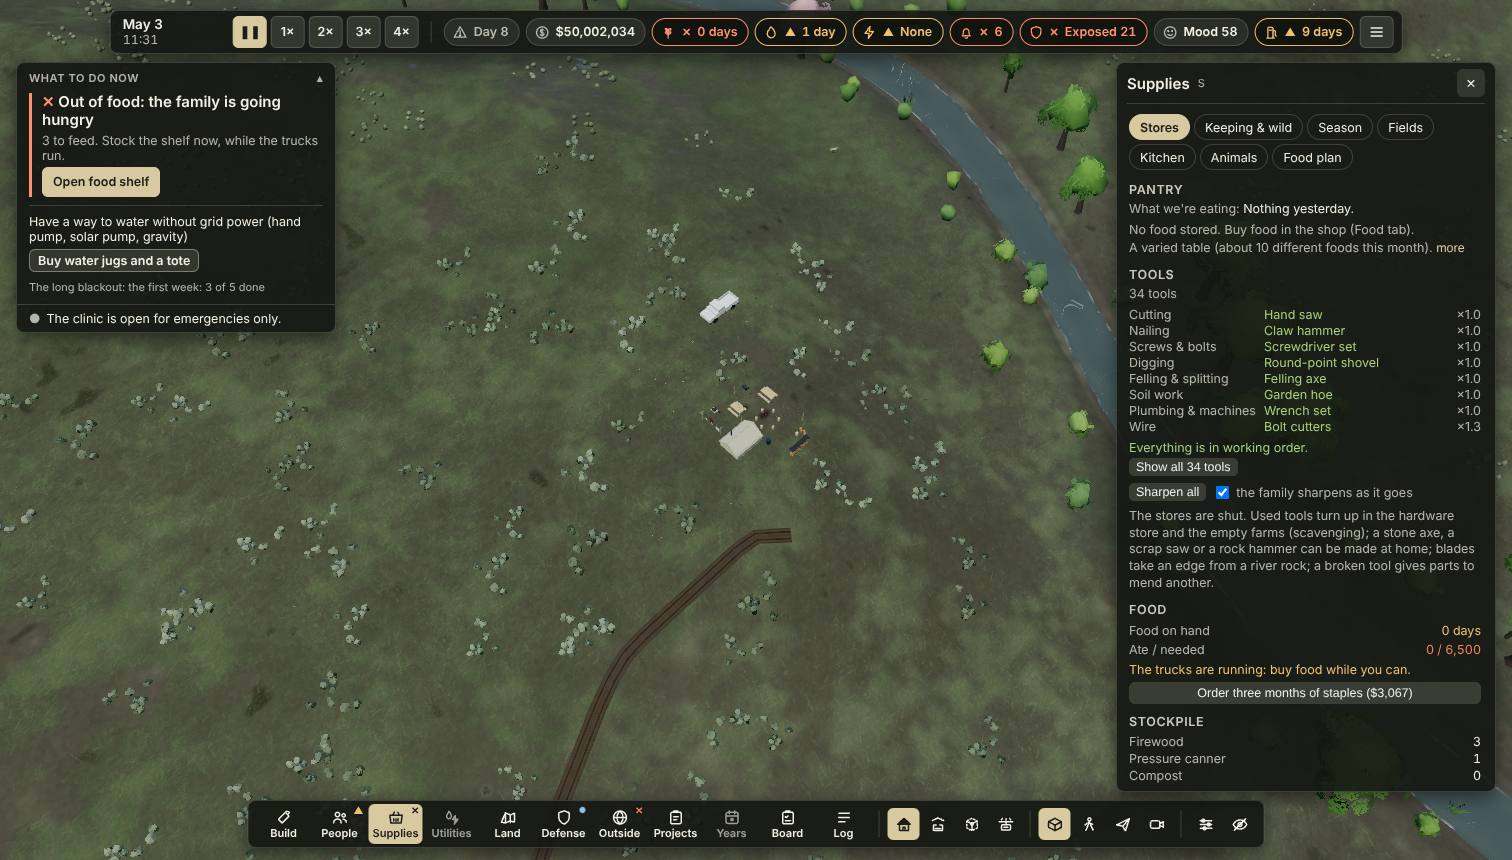 May 3
11:31
1×
2×
3×
4×
Day 8
$50,002,034
× 0 days
1 day
None
× 6
× Exposed 21
Mood 58
9 days
WHAT TO DO NOW
× Out of food: the family is going
hungry
3 to feed. Stock the shelf now, while the trucks
run.
Open food shelf
Have a way to water without grid power (hand
pump, solar pump, gravity)
Buy water jugs and a tote
The long blackout: the first week: 3 of 5 done
The clinic is open for emergencies only.
Supplies S
×
Stores
Keeping & wild
Season
Fields
Kitchen
Animals
Food plan
PANTRY
What we're eating: Nothing yesterday.
No food stored. Buy food in the shop (Food tab).
A varied table (about 10 different foods this month). more
TOOLS
34 tools
Cutting Hand saw ×1.0
Nailing Claw hammer ×1.0
Screws & bolts Screwdriver set ×1.0
Digging Round-point shovel ×1.0
Felling & splitting Felling axe ×1.0
Soil work Garden hoe ×1.0
Plumbing & machines Wrench set ×1.0
Wire Bolt cutters ×1.3
Everything is in working order.
Show all 34 tools
Sharpen all the family sharpens as it goes
The stores are shut. Used tools turn up in the hardware
store and the empty farms (scavenging); a stone axe, a
scrap saw or a rock hammer can be made at home; blades
take an edge from a river rock; a broken tool gives parts to
mend another.
FOOD
Food on hand 0 days
Ate / needed 0 / 6,500
The trucks are running: buy food while you can.
Order three months of staples ($3,067)
STOCKPILE
Firewood 3
Pressure canner 1
Compost 0
Build
People
Supplies
Utilities
Land
Defense
Outside
Projects
Years
Board
Log